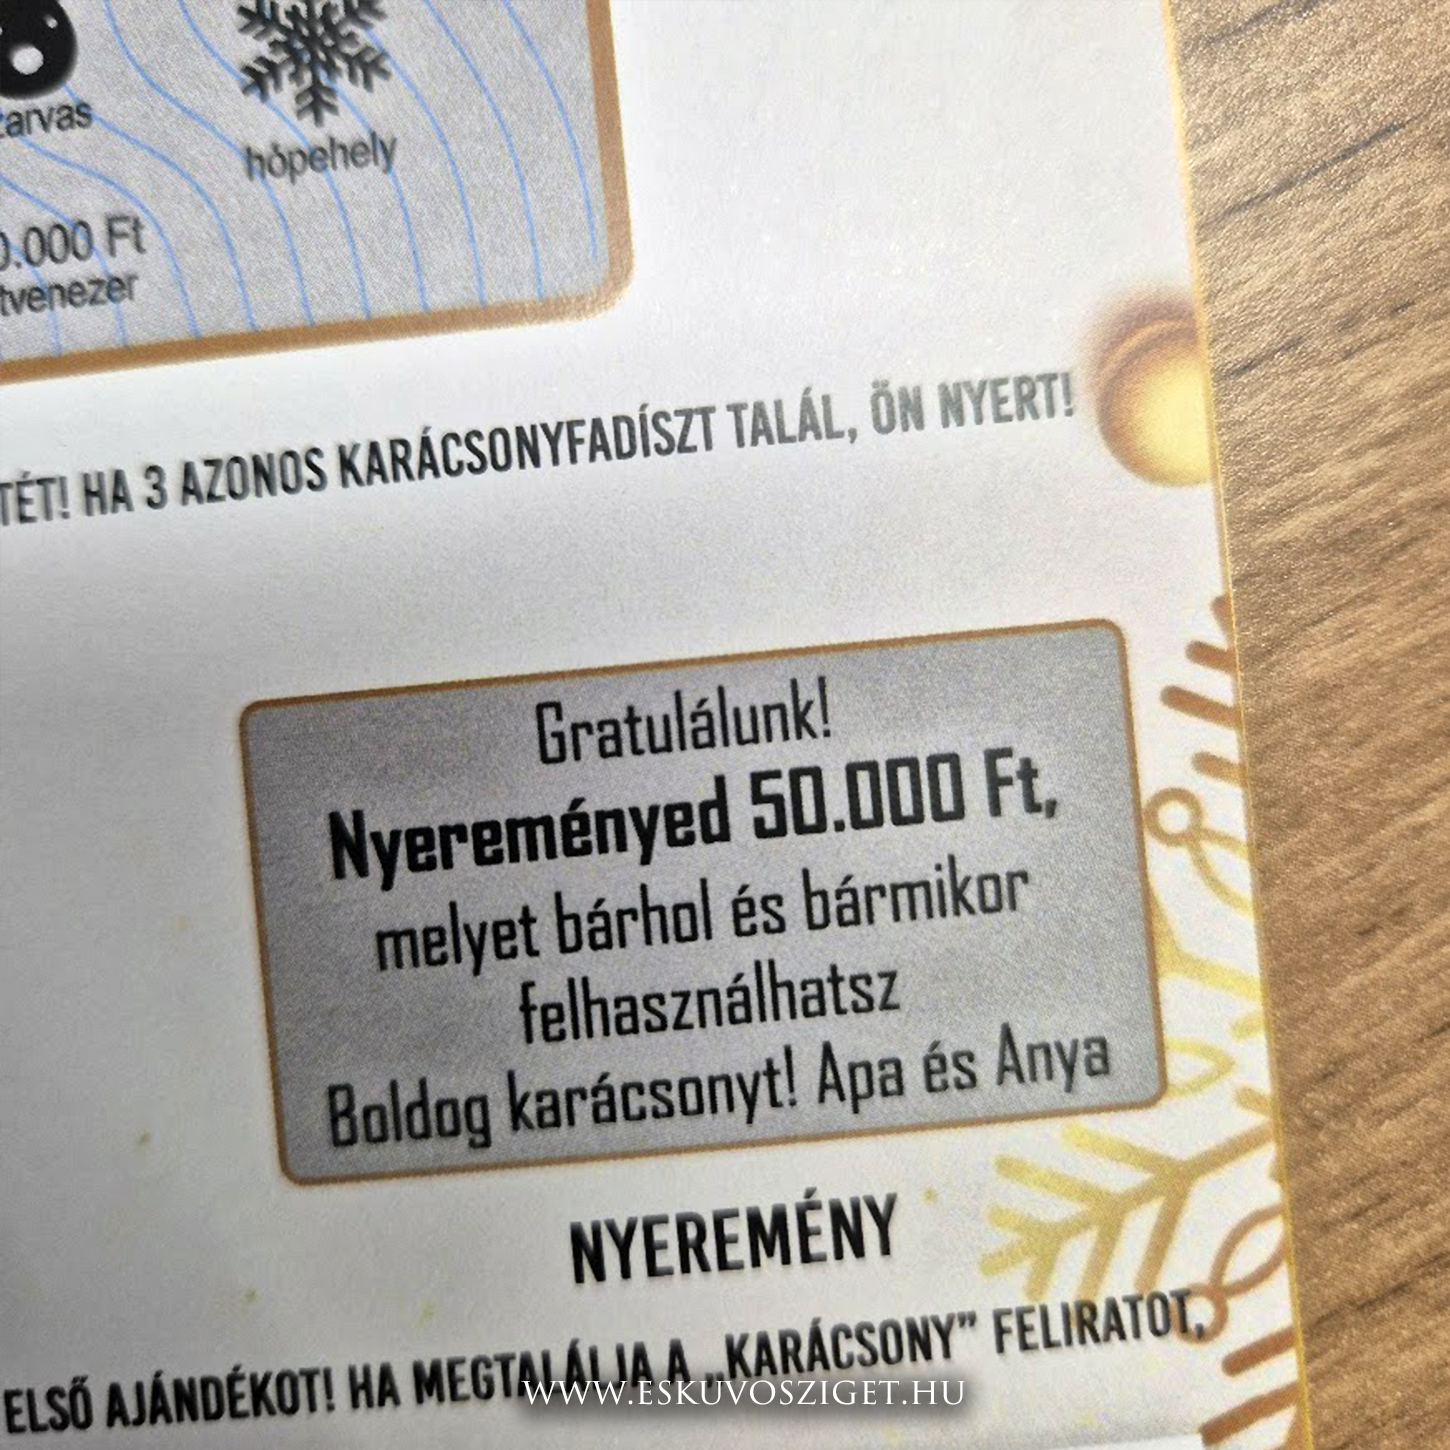 hópehely
Ft
HA 3 AZONOS KARÁCSONYFADÍSZT TALÁL, ÖN NYERT!
Gratulálunk!
Nyereményed 50.000 Ft,
melyet bárhol és bármikor
felhasználhatsz
Boldog karácsonyt! Apa és Anya
NYEREMÉNY
ELSŐ AJÁNDÉKOT! HA MEGTALÁLJA A „KARÁCSONY” FELIRATOT,
WWW.ESKUVOSZIGET.HU